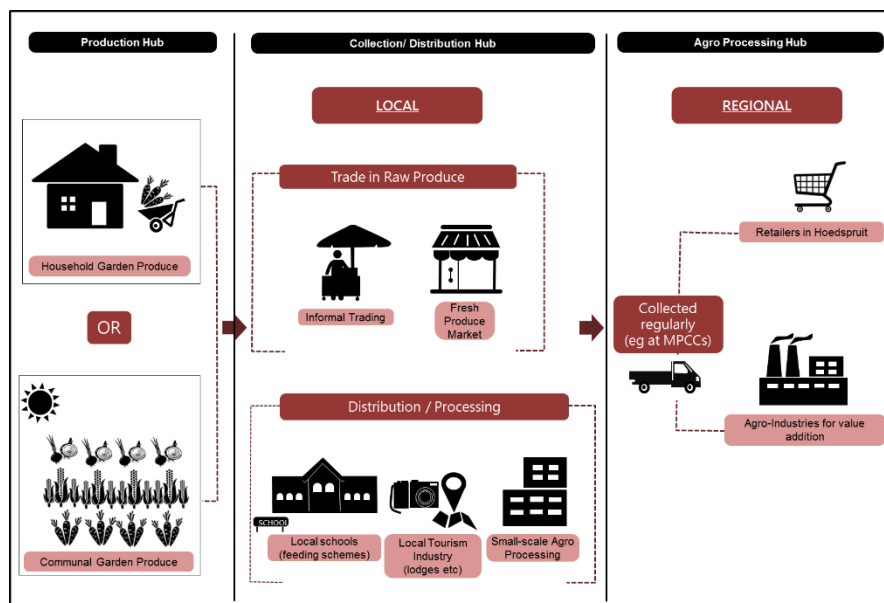 Production Hub
Collection/ Distribution Hub
Agro Processing Hub
LOCAL
REGIONAL
Household Garden Produce
OR
Communal Garden Produce
Trade in Raw Produce
Informal Trading
Fresh
Produce
Market
Distribution / Processing
SCHOOL
Local schools
(feeding schemes)
Local Tourism
Industry
(lodges etc)
Small-scale Agro
Processing
Retailers in Hoedspruit
Collected
regularly
(eg at MPCCs)
Agro-Industries for value
addition